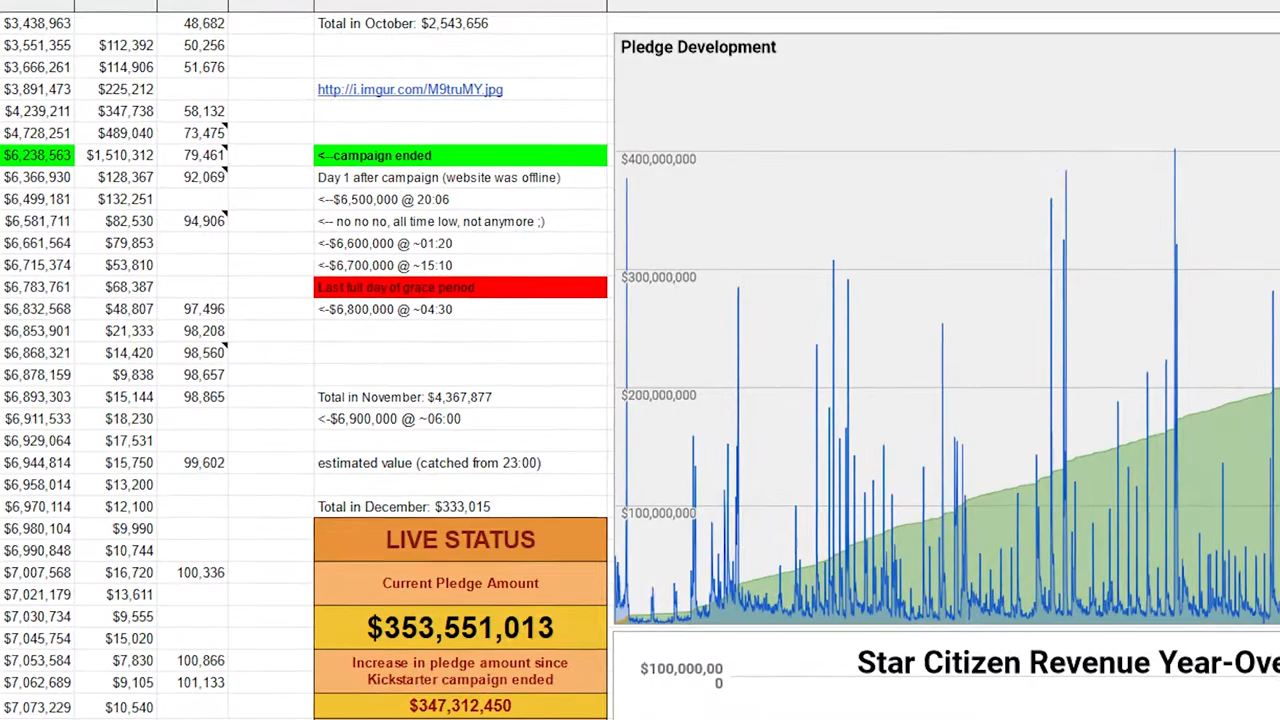 $3,438,963 48,682 Total in October: $2,543,656
$3,551,355 $112,392 50,256
$3,666,261 $114,906 51,676
$3,891,473 $225,212 http://i.imgur.com/M9truMY.jpg
$4,239,211 $347,738 58,132
$4,728,251 $489,040 73,475
$6,238,563 $1,510,312 79,461 <--campaign ended
$6,366,930 $128,367 92,069 Day 1 after campaign (website was offline)
$6,499,181 $132,251 <--$6,500,000 @ 20:06
$6,581,711 $82,530 94,906 <-- no no no, all time low, not anymore ;)
$6,661,564 $79,853 <-$6,600,000 @ ~01:20
$6,715,374 $53,810 <-$6,700,000 @ ~15:10
$6,783,761 $68,387 Last full day of grace period
$6,832,568 $48,807 97,496 <-$6,800,000 @ ~04:30
$6,853,901 $21,333 98,208
$6,868,321 $14,420 98,560
$6,878,159 $9,838 98,657
$6,893,303 $15,144 98,865 Total in November: $4,367,877
$6,911,533 $18,230 <-$6,900,000 @ ~06:00
$6,929,064 $17,531
$6,944,814 $15,750 99,602 estimated value (catched from 23:00)
$6,958,014 $13,200
$6,970,114 $12,100 Total in December: $333,015
$6,980,104 $9,990
$6,990,848 $10,744
$7,007,568 $16,720 100,336
$7,021,179 $13,611
$7,030,734 $9,555
$7,045,754 $15,020
$7,053,584 $7,830 100,866
$7,062,689 $9,105 101,133
$7,073,229 $10,540
LIVE STATUS
Current Pledge Amount
$353,551,013
Increase in pledge amount since
Kickstarter campaign ended
$347,312,450
Pledge Development
$400,000,000
$300,000,000
$200,000,000
$100,000,000
Star Citizen Revenue Year-Ove
$100,000,00
0